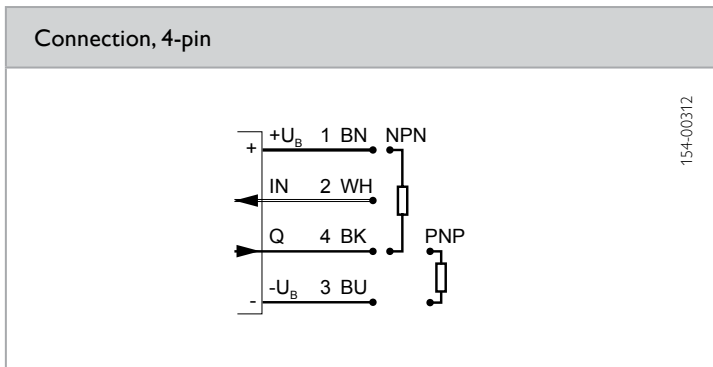 Connection, 4-pin
154-00312
+U_B 1 BN NPN
+
IN 2 WH
Q 4 BK PNP
-U_B 3 BU
-